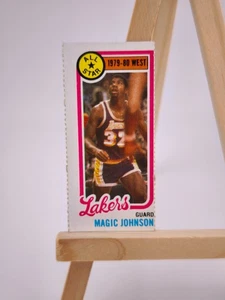 ALL
STAR
1979-80 WEST
32
Lakers
GUARD
MAGIC JOHNSON